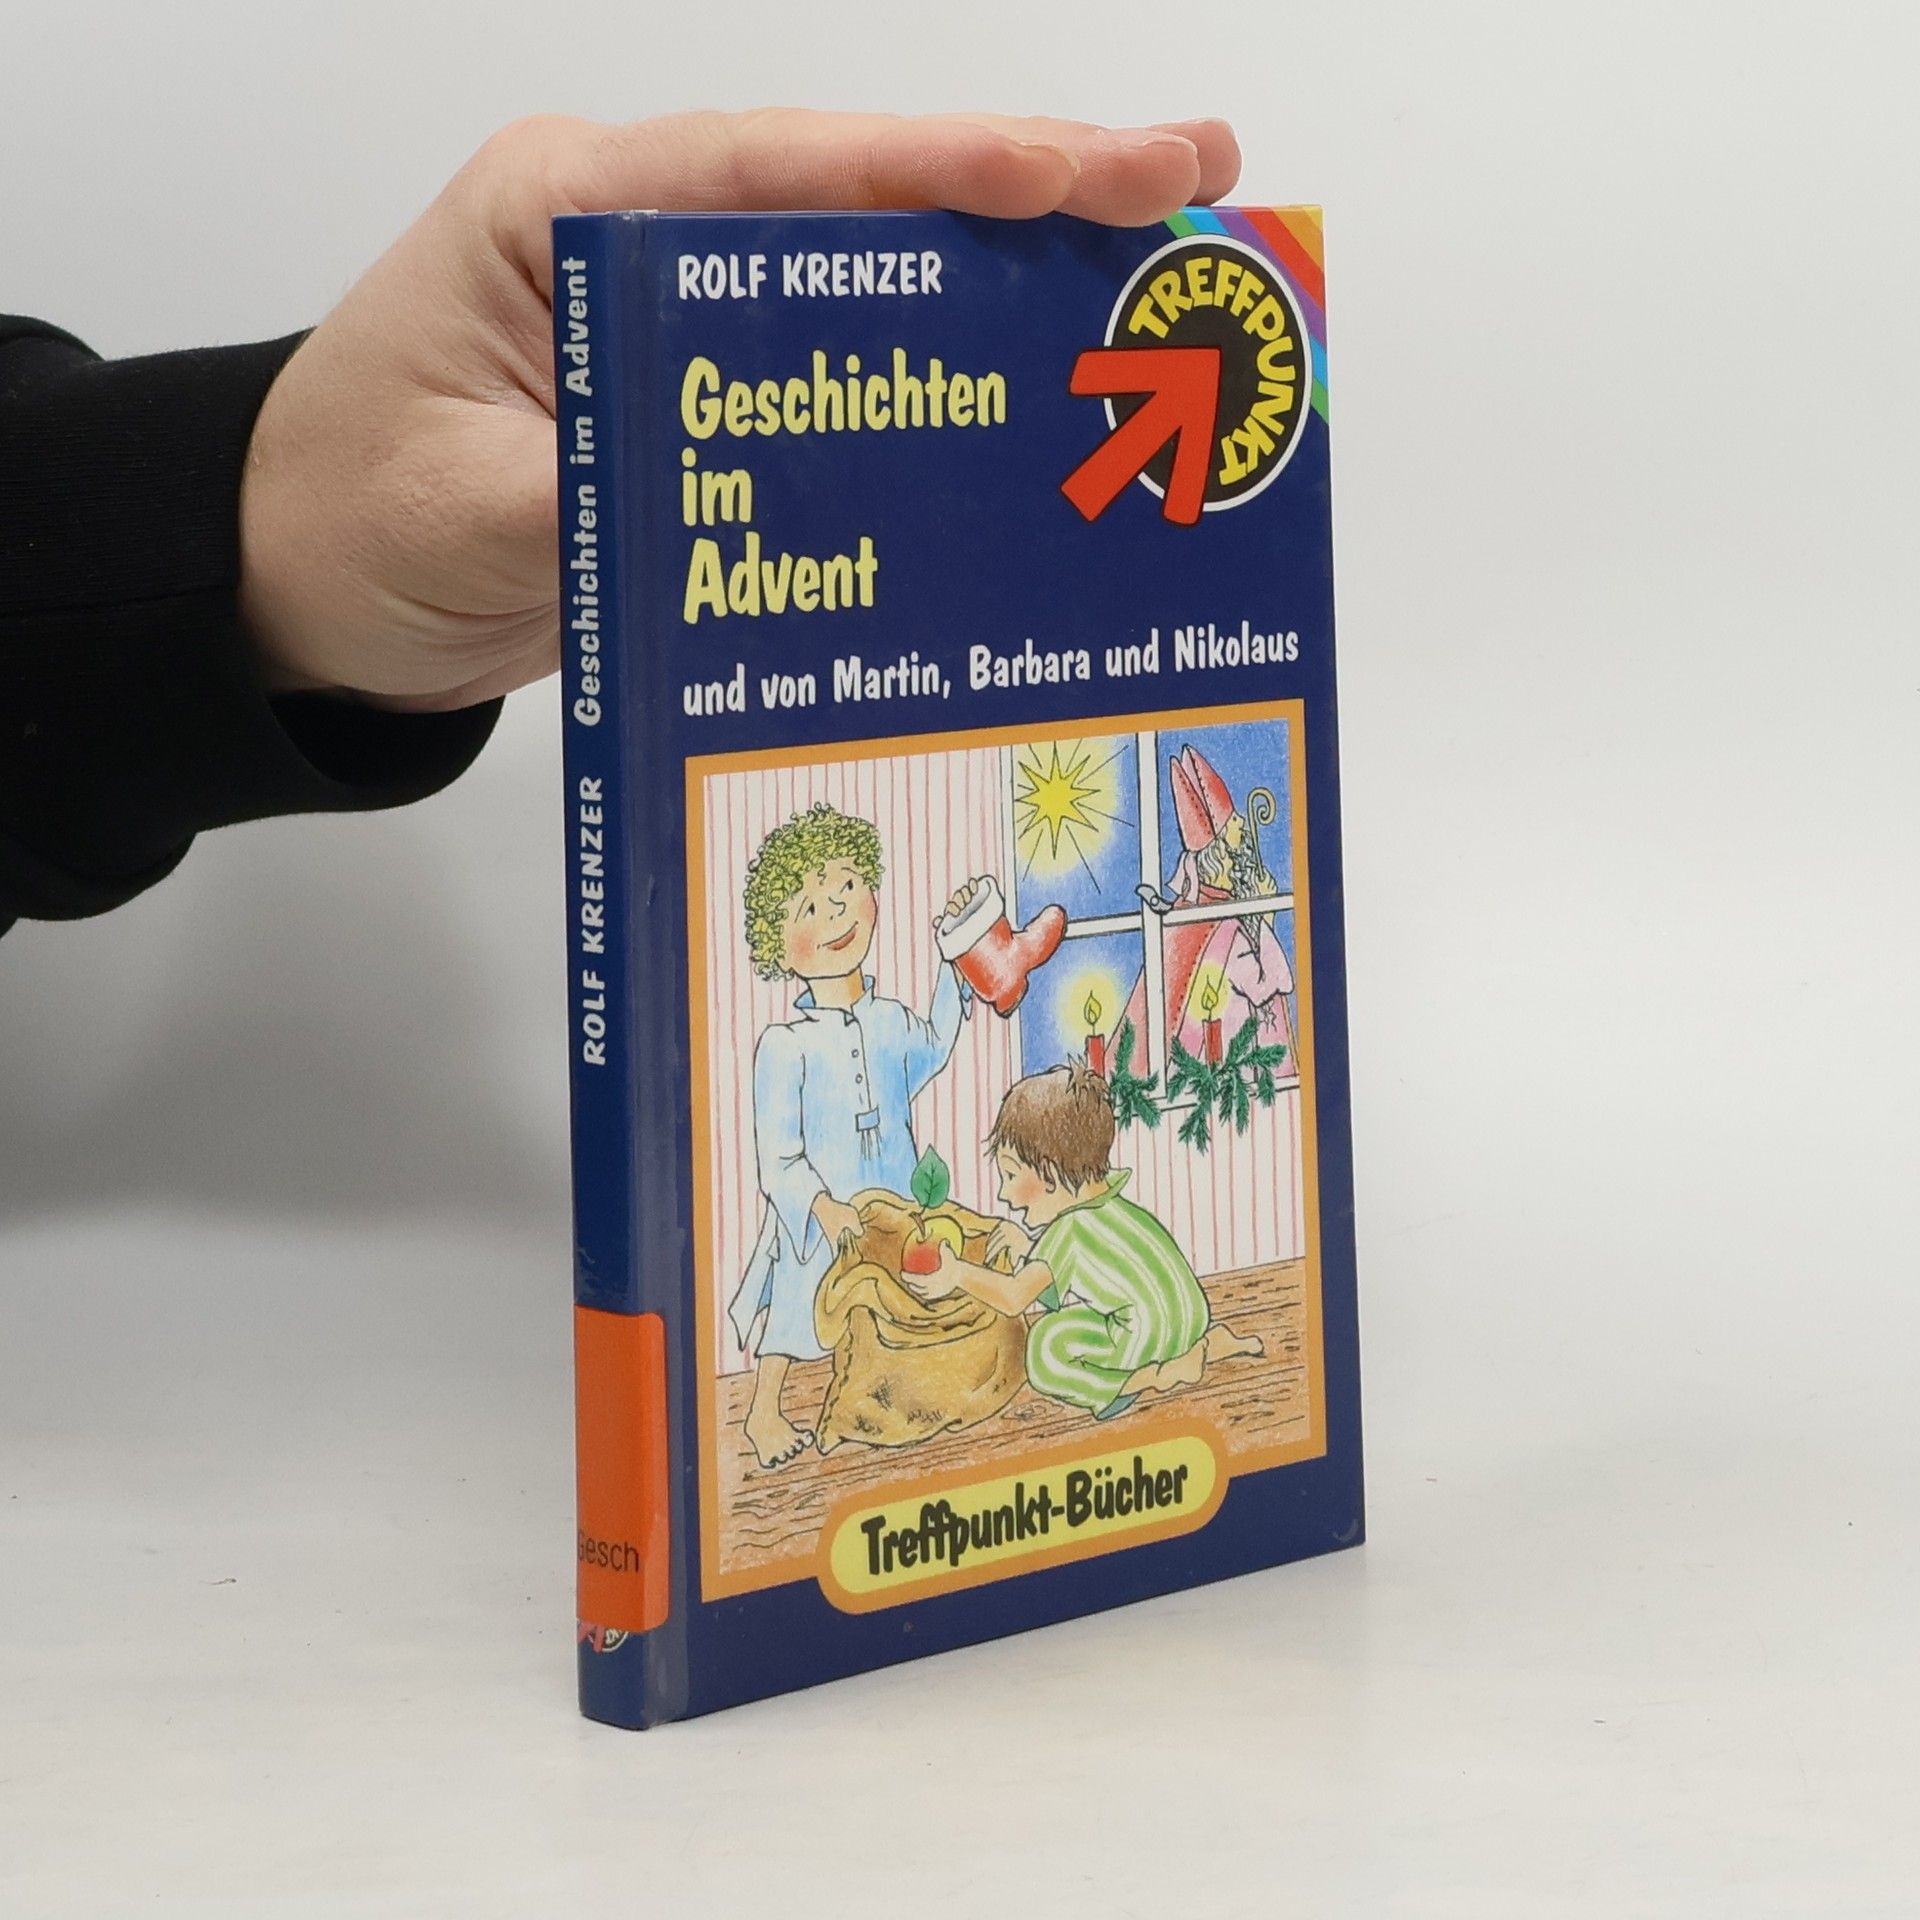 ROLF KRENZER
Geschichten
im
Advent
und von Martin, Barbara und Nikolaus
TREFFPUNKT
Treffpunkt-Bücher
ROLF KRENZER Geschichten im Advent
Gesch